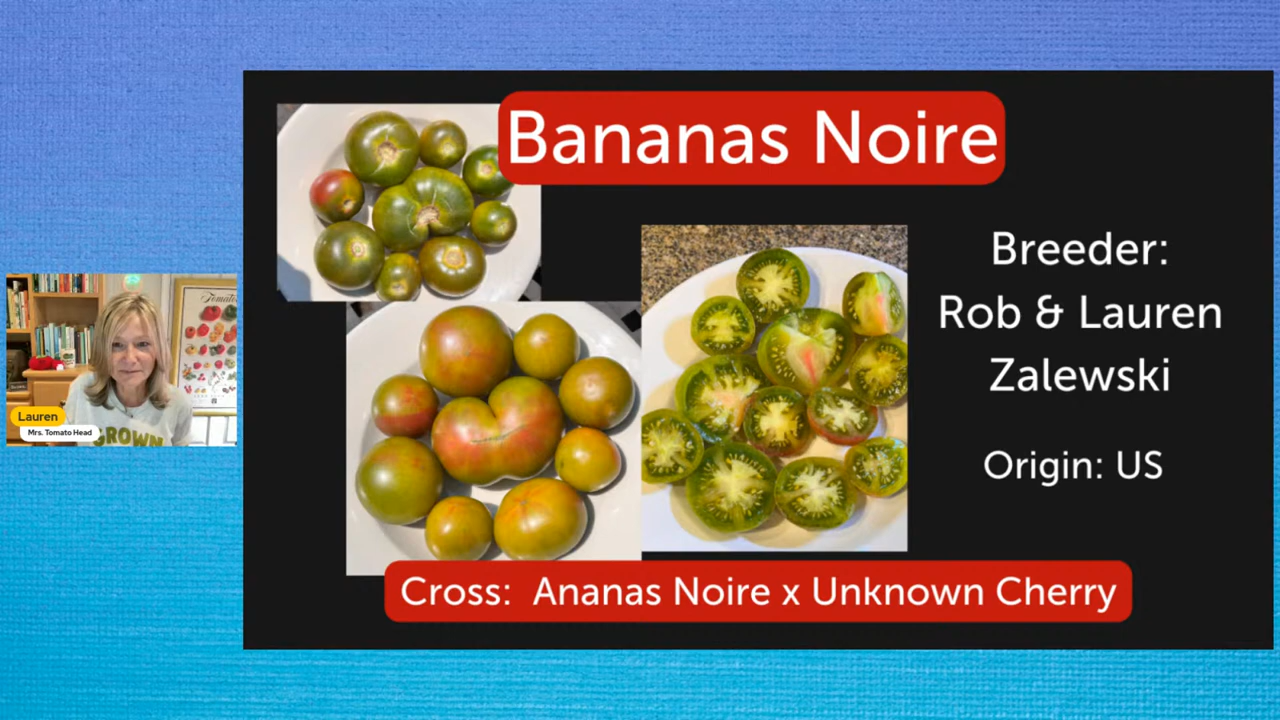 Bananas Noire
Breeder:
Rob & Lauren
Zalewski
Origin: US
Cross: Ananas Noire x Unknown Cherry
Lauren
Mrs. Tomato Head
GROWN